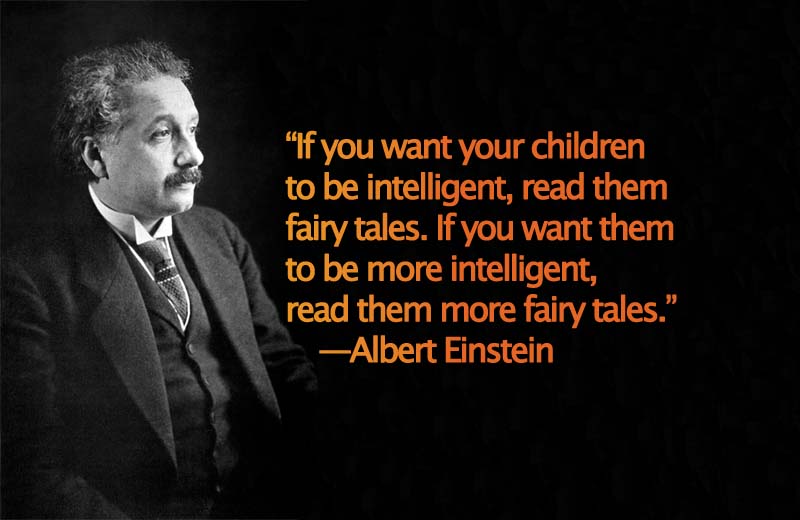 “If you want your children
to be intelligent, read them
fairy tales. If you want them
to be more intelligent,
read them more fairy tales.”
—Albert Einstein